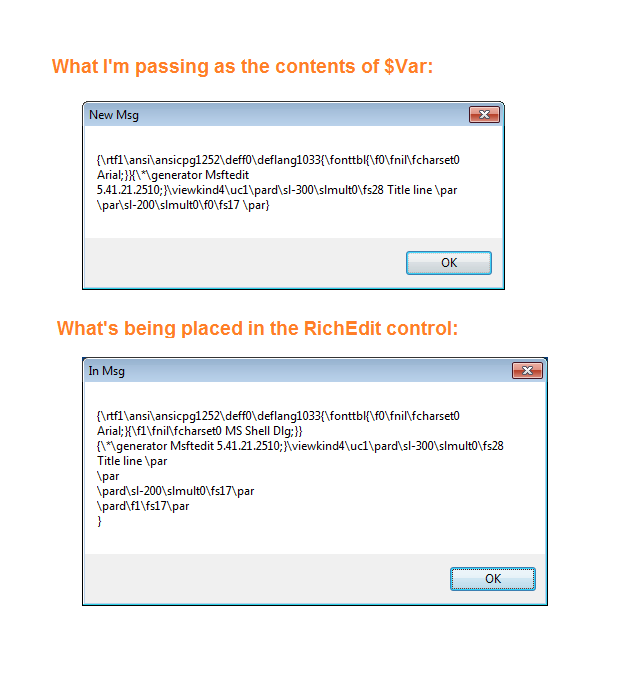 What I'm passing as the contents of $Var:
New Msg
{\rtf1\ansi\ansicpg1252\deff0\deflang1033{\fonttbl{\f0\fnil\fcharset0
Arial;}}{\*\generator Msftedit
5.41.21.2510;}\viewkind4\uc1\pard\sl-300\slmult0\fs28 Title line \par
\par\sl-200\slmult0\f0\fs17 \par}
OK
What's being placed in the RichEdit control:
In Msg
{\rtf1\ansi\ansicpg1252\deff0\deflang1033{\fonttbl{\f0\fnil\fcharset0
Arial;}{\f1\fnil\fcharset0 MS Shell Dlg;}}
{\*\generator Msftedit 5.41.21.2510;}\viewkind4\uc1\pard\sl-300\slmult0\fs28
Title line \par
\par
\pard\sl-200\slmult0\fs17\par
\pard\f1\fs17\par
}
OK